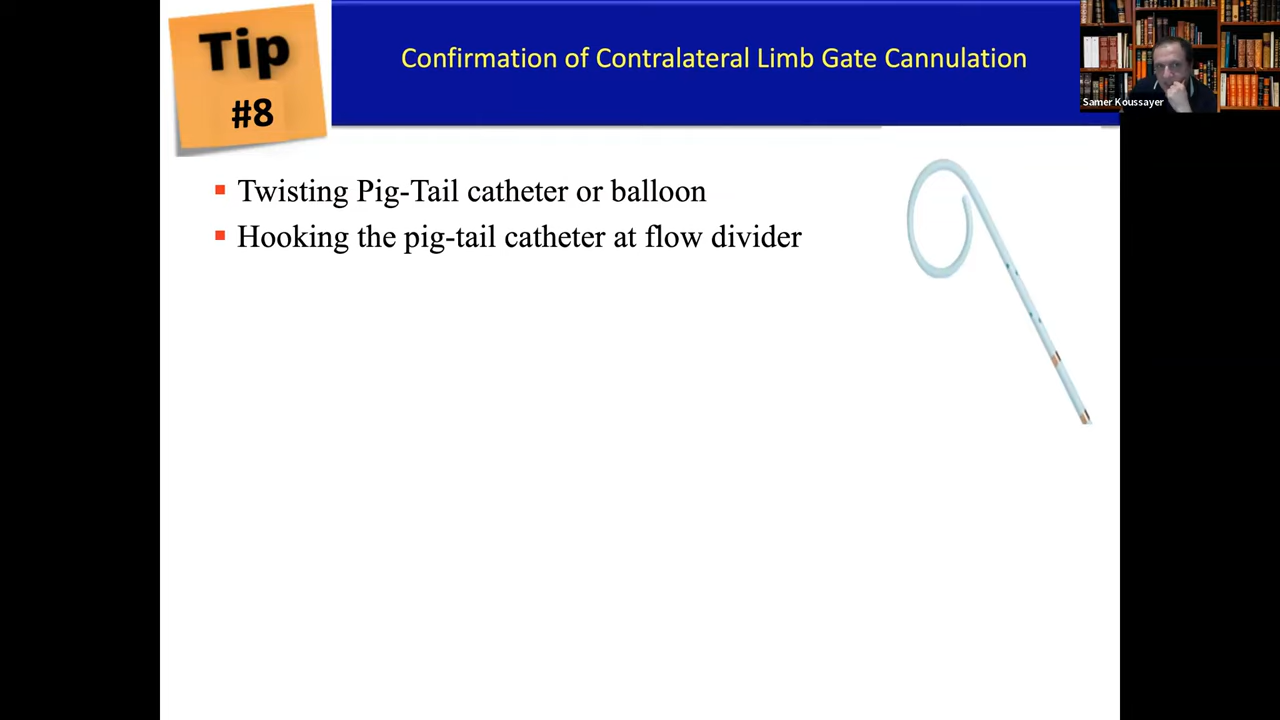 Tip
#8
Confirmation of Contralateral Limb Gate Cannulation
Samer Koussayer
Twisting Pig-Tail catheter or balloon
Hooking the pig-tail catheter at flow divider